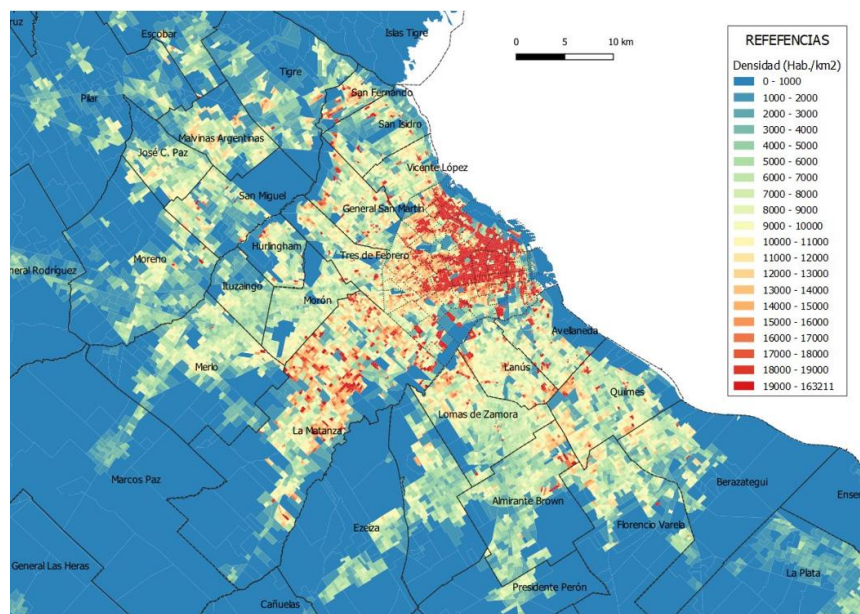 ruz
Escobar
Islas Tigre
0 5 10 km
REFEFENCIAS
Densidad (Hab./km2)
0 - 1000
1000 - 2000
2000 - 3000
3000 - 4000
4000 - 5000
5000 - 6000
6000 - 7000
7000 - 8000
8000 - 9000
9000 - 10000
10000 - 11000
11000 - 12000
12000 - 13000
13000 - 14000
14000 - 15000
15000 - 16000
16000 - 17000
17000 - 18000
18000 - 19000
19000 - 163211
Tigre
Pilar
San Fernando
San Isidro
Malvinas Argentinas
José C. Paz
Vicente López
San Miguel
General San Martín
Hurlingham
Tres de Febrero
Moreno
eneral Rodríguez
Ituzaingo
Morón
Avellaneda
Merlo
Lanús
Quilmes
Lomas de Zamora
La Matanza
Marcos Paz
Berazategui
Ense
Almirante Brown
Ezeiza
Florencio Varela
General Las Heras
La Plata
Presidente Perón
Cañuelas